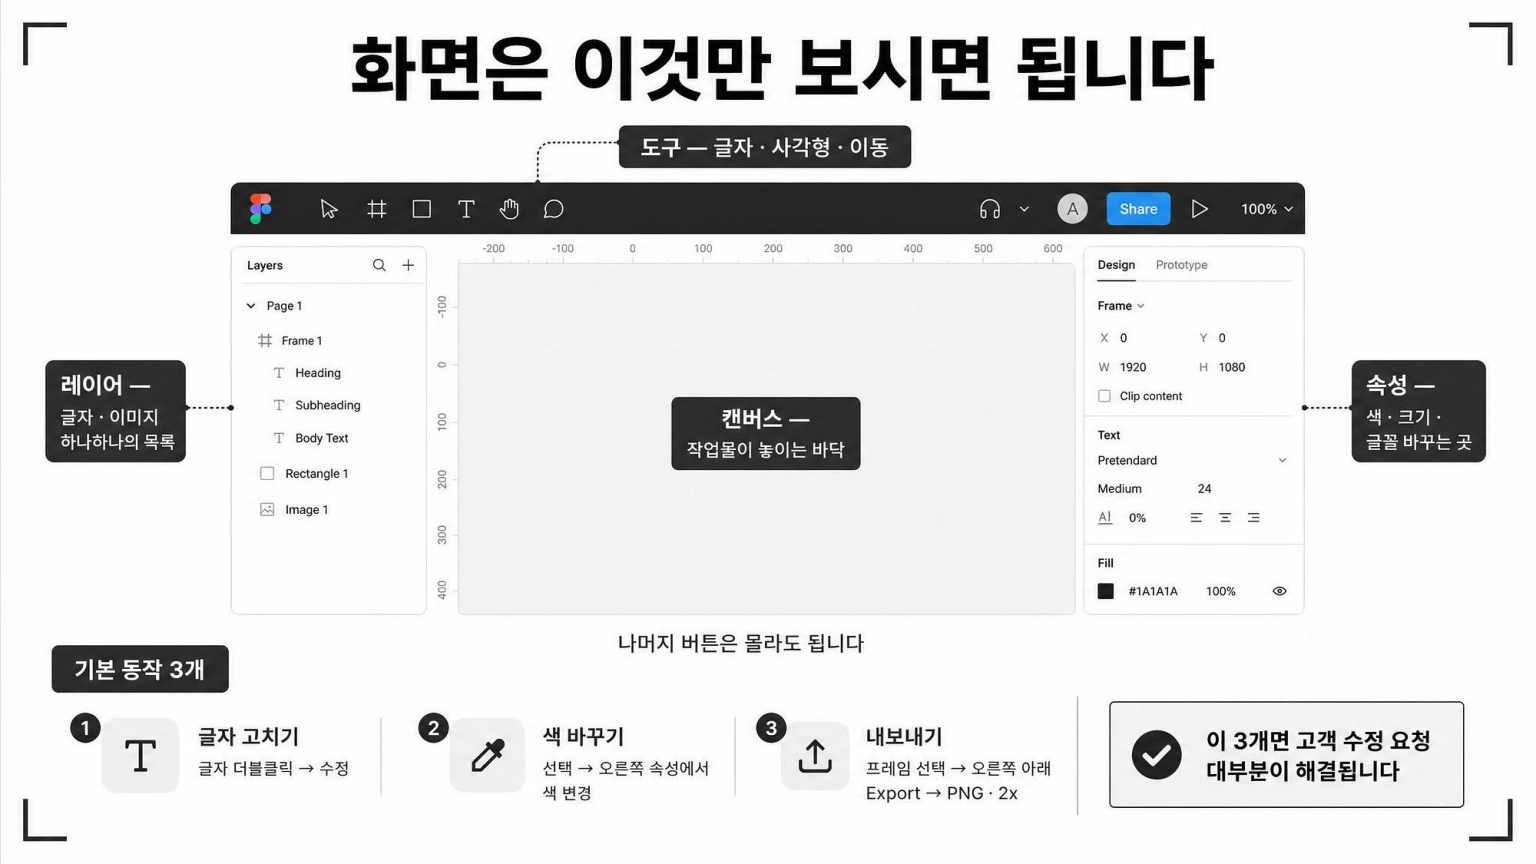 화면은 이것만 보시면 됩니다
도구 — 글자 · 사각형 · 이동
A
Share
100%
Layers
Page 1
Frame 1
Heading
Subheading
Body Text
Rectangle 1
Image 1
-200 -100 0 100 200 300 400 500 600
-100
0
100
200
300
400
Design Prototype
Frame
X 0 Y 0
W 1920 H 1080
Clip content
Text
Pretendard
Medium 24
A| 0%
Fill
#1A1A1A 100%
레이어 —
글자 · 이미지
하나하나의 목록
캔버스 —
작업물이 놓이는 바닥
속성 —
색 · 크기 ·
글꼴 바꾸는 곳
나머지 버튼은 몰라도 됩니다
기본 동작 3개
1
글자 고치기
글자 더블클릭 → 수정
2
색 바꾸기
선택 → 오른쪽 속성에서
색 변경
3
내보내기
프레임 선택 → 오른쪽 아래
Export → PNG · 2x
이 3개면 고객 수정 요청
대부분이 해결됩니다